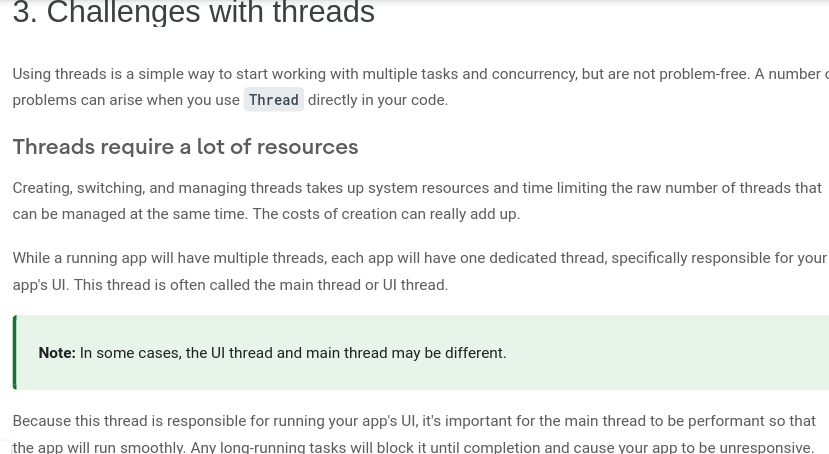 3. Challenges with threads
Using threads is a simple way to start working with multiple tasks and concurrency, but are not problem-free. A number
problems can arise when you use Thread directly in your code.
Threads require a lot of resources
Creating, switching, and managing threads takes up system resources and time limiting the raw number of threads that
can be managed at the same time. The costs of creation can really add up.
While a running app will have multiple threads, each app will have one dedicated thread, specifically responsible for your
app's UI. This thread is often called the main thread or UI thread.
Note: In some cases, the UI thread and main thread may be different.
Because this thread is responsible for running your app's UI, it's important for the main thread to be performant so that
the app will run smoothly. Any long-running tasks will block it until completion and cause your app to be unresponsive.